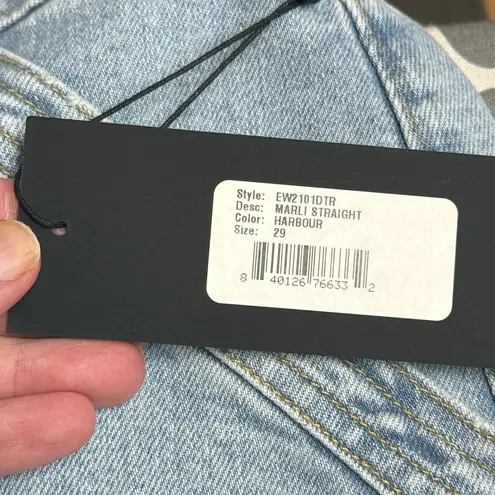 Style: EW2101DTR
Desc: MARLI STRAIGHT
Color: HARBOUR
Size: 29
8 40126 76633 2